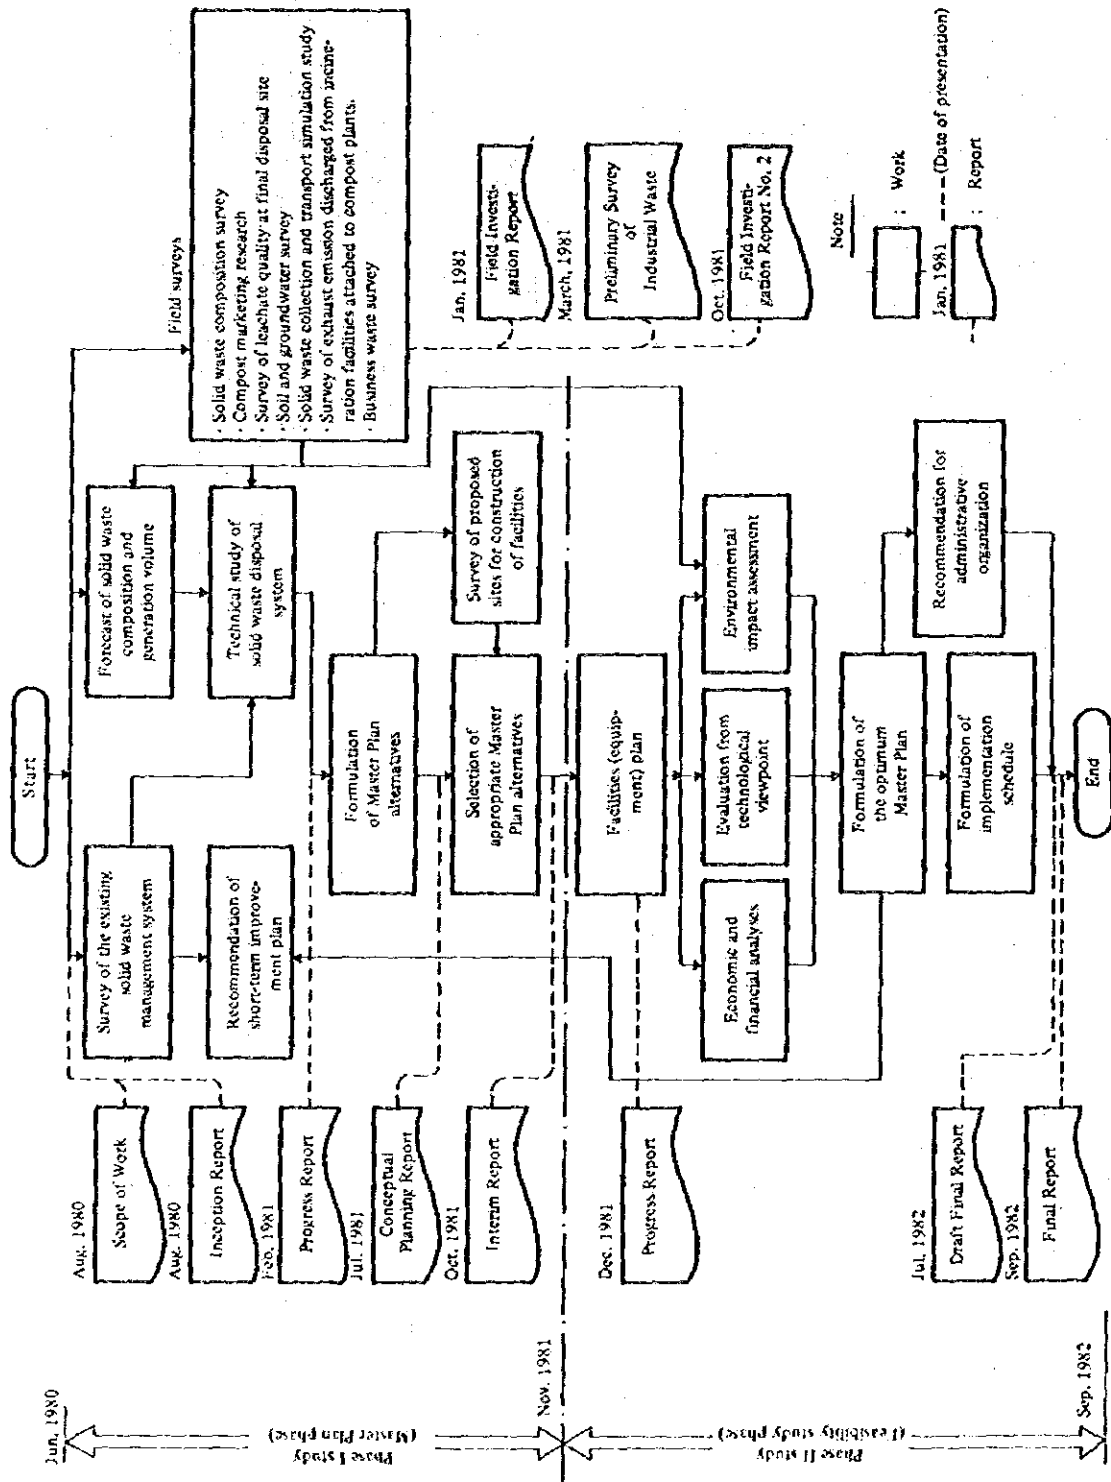 Start
Field surveys
· Solid waste composition survey
· Compost marketing research
· Survey of leachate quality at final disposal site
· Soil and groundwater survey
· Solid waste collection and transport simulation study
· Survey of exhaust emission discharged from incine-
ration facilities attached to compost plants.
· Business waste survey
Survey of the existing
solid waste
management system
Forecast of solid waste
composition and
generation volume
Recommendation of
short-term improve-
ment plan
Technical study of
solid waste disposal
system
Formulation
of Master Plan
alternatives
Survey of proposed
sites for construction
of facilities
Selection of
appropriate Master
Plan alternatives
Facilities (equip-
ment) plan
Economic and
financial analyses
Evaluation from
technological
viewpoint
Environmental
impact assessment
Formulation of
the optimum
Master Plan
Recommendation for
administrative
organization
Formulation of
implementation
schedule
End
Jun, 1980
Phase I study
(Master Plan phase)
Nov. 1981
Phase II study
(Feasibility study phase)
Sep. 1982
Aug. 1980
Scope of Work
Aug. 1980
Inception Report
Feb, 1981
Progress Report
Jul. 1981
Conceptual
Planning Report
Oct. 1981
Interim Report
Dec. 1981
Progress Report
Jul, 1982
Draft Final Report
Sep. 1982
Final Report
Jan, 1981
Field Investi-
gation Report
March, 1981
Preliminary Survey
of
Industrial Waste
Oct. 1981
Field Investi-
gation Report No. 2
Note
: Work
Jan, 1981 --- (Date of presentation)
: Report